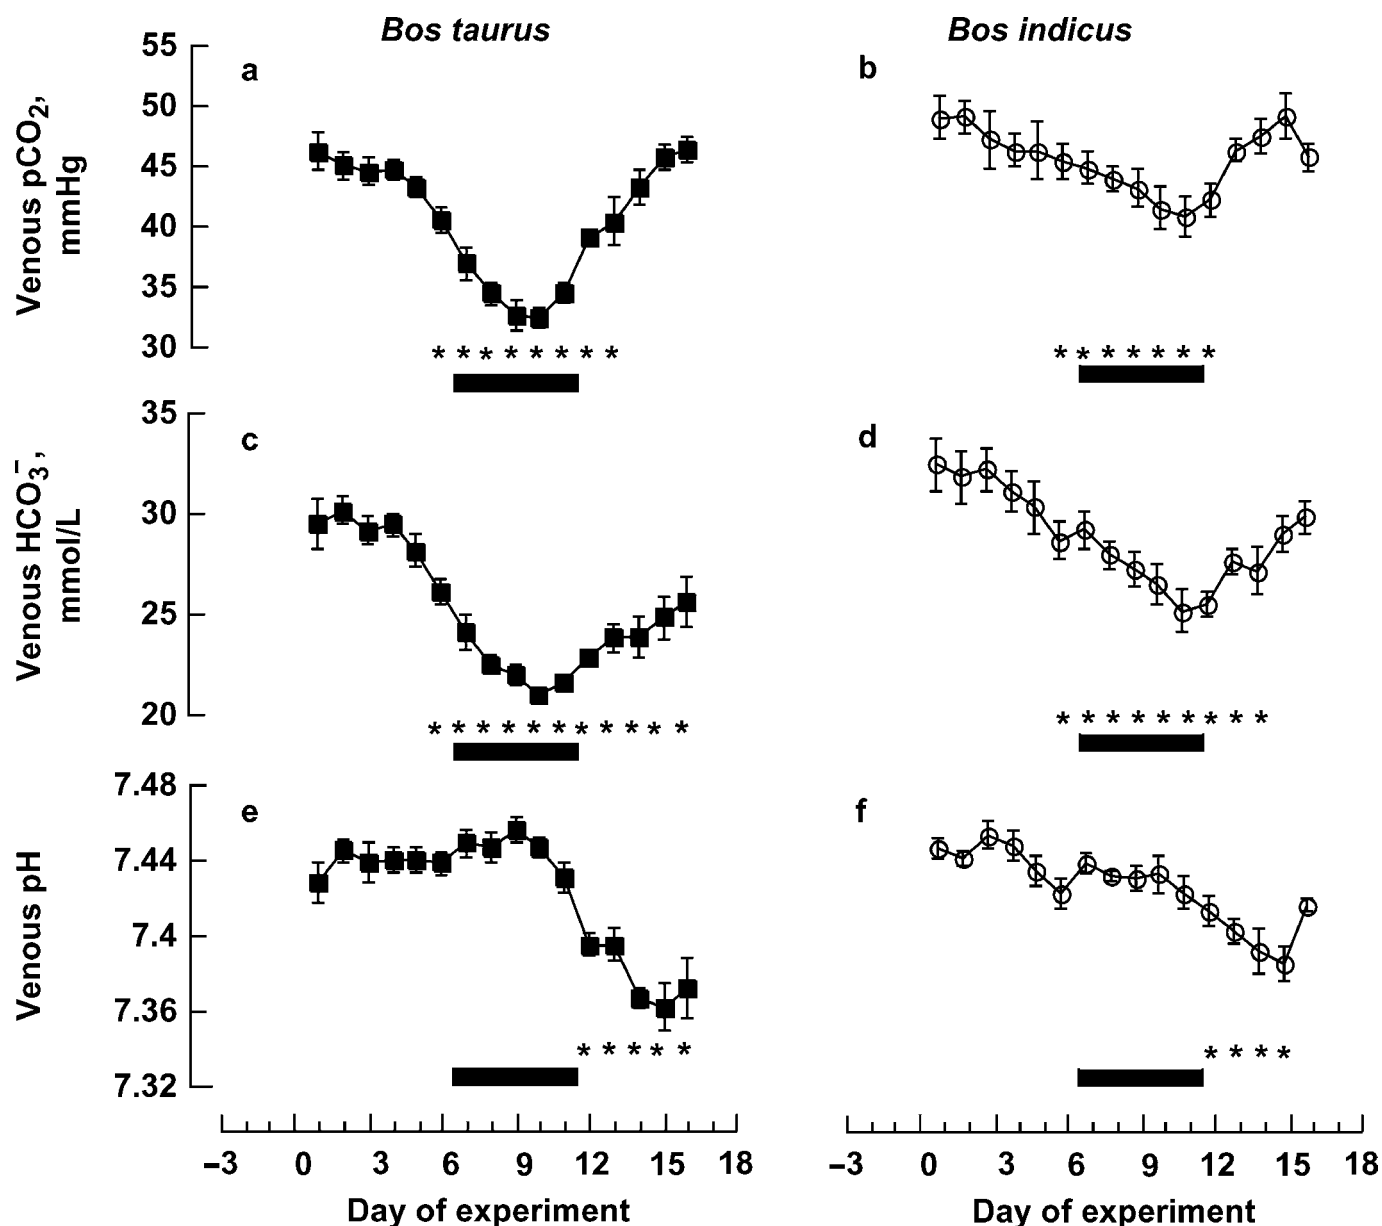 Bos taurus
Bos indicus
a
b
55
50
45
40
35
30
Venous pCO2,
mmHg
* * * * * * * *
* * * * * * *
c
d
35
30
25
20
Venous HCO3−,
mmol/L
* * * * * * * * * * *
* * * * * * * * *
e
f
7.48
7.44
7.4
7.36
7.32
Venous pH
* * * * *
* * * *
−3 0 3 6 9 12 15 18
−3 0 3 6 9 12 15 18
Day of experiment
Day of experiment